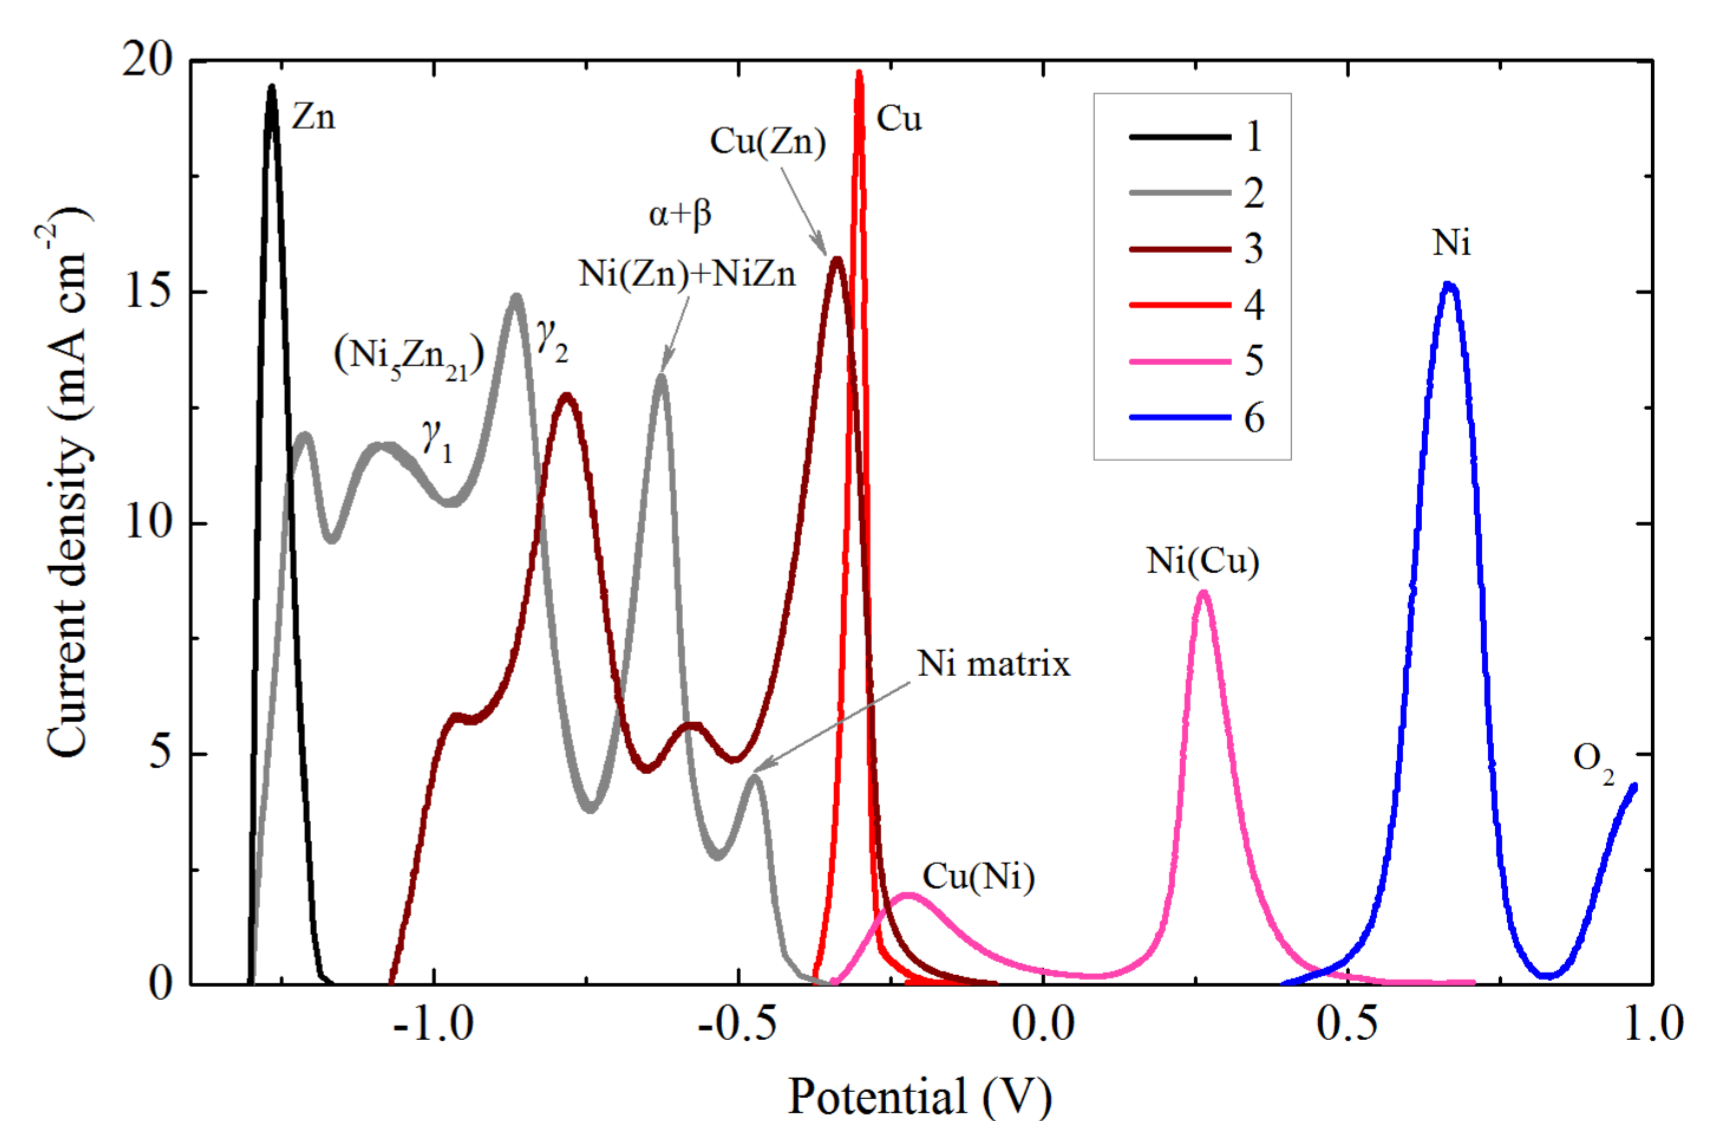 20
15
10
5
0
-1.0
-0.5
0.0
0.5
1.0
Current density (mA cm⁻²)
Potential (V)
Zn
(Ni₅Zn₂₁)
γ₁
γ₂
α+β
Ni(Zn)+NiZn
Cu(Zn)
Cu
Ni matrix
Cu(Ni)
Ni(Cu)
Ni
O₂
1
2
3
4
5
6